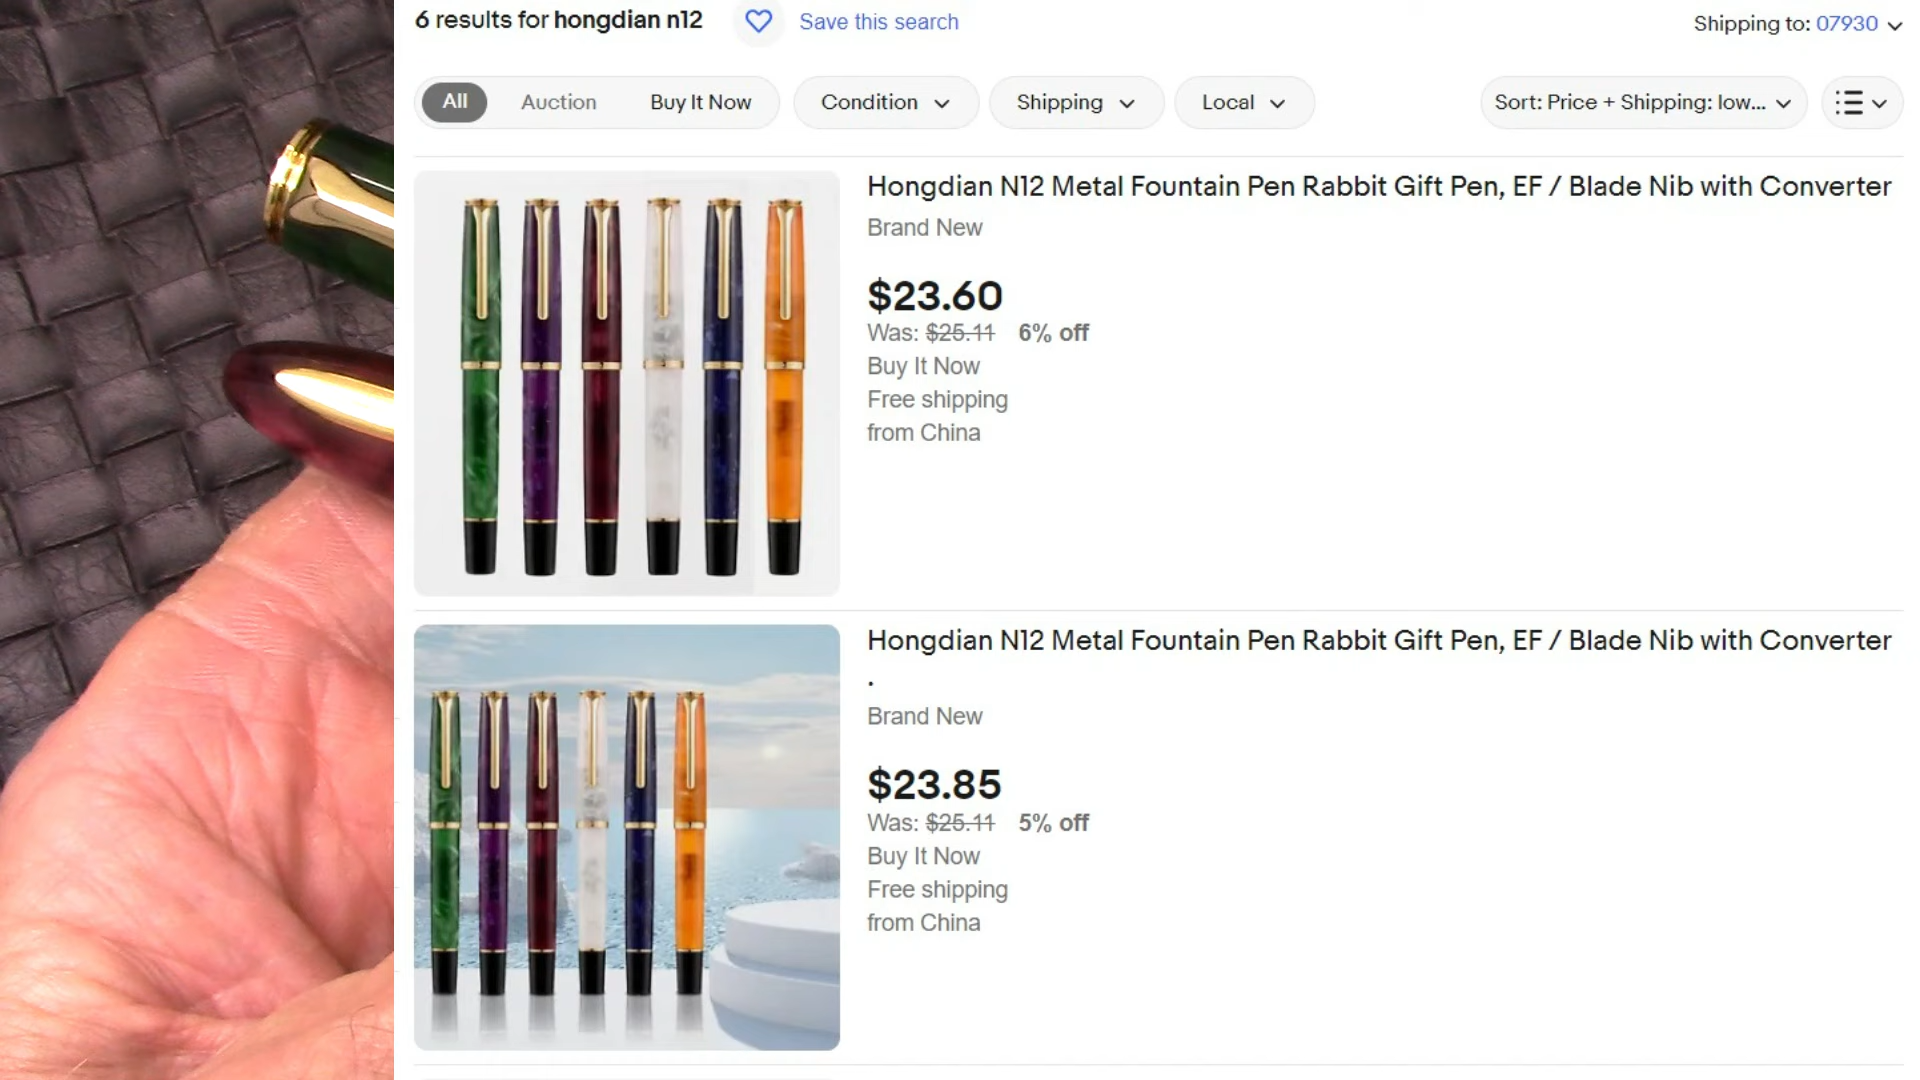 6 results for hongdian n12
Save this search
Shipping to: 07930
All
Auction
Buy It Now
Condition
Shipping
Local
Sort: Price + Shipping: low...
Hongdian N12 Metal Fountain Pen Rabbit Gift Pen, EF / Blade Nib with Converter
Brand New
$23.60
Was: $25.11 6% off
Buy It Now
Free shipping
from China
Hongdian N12 Metal Fountain Pen Rabbit Gift Pen, EF / Blade Nib with Converter
.
Brand New
$23.85
Was: $25.11 5% off
Buy It Now
Free shipping
from China